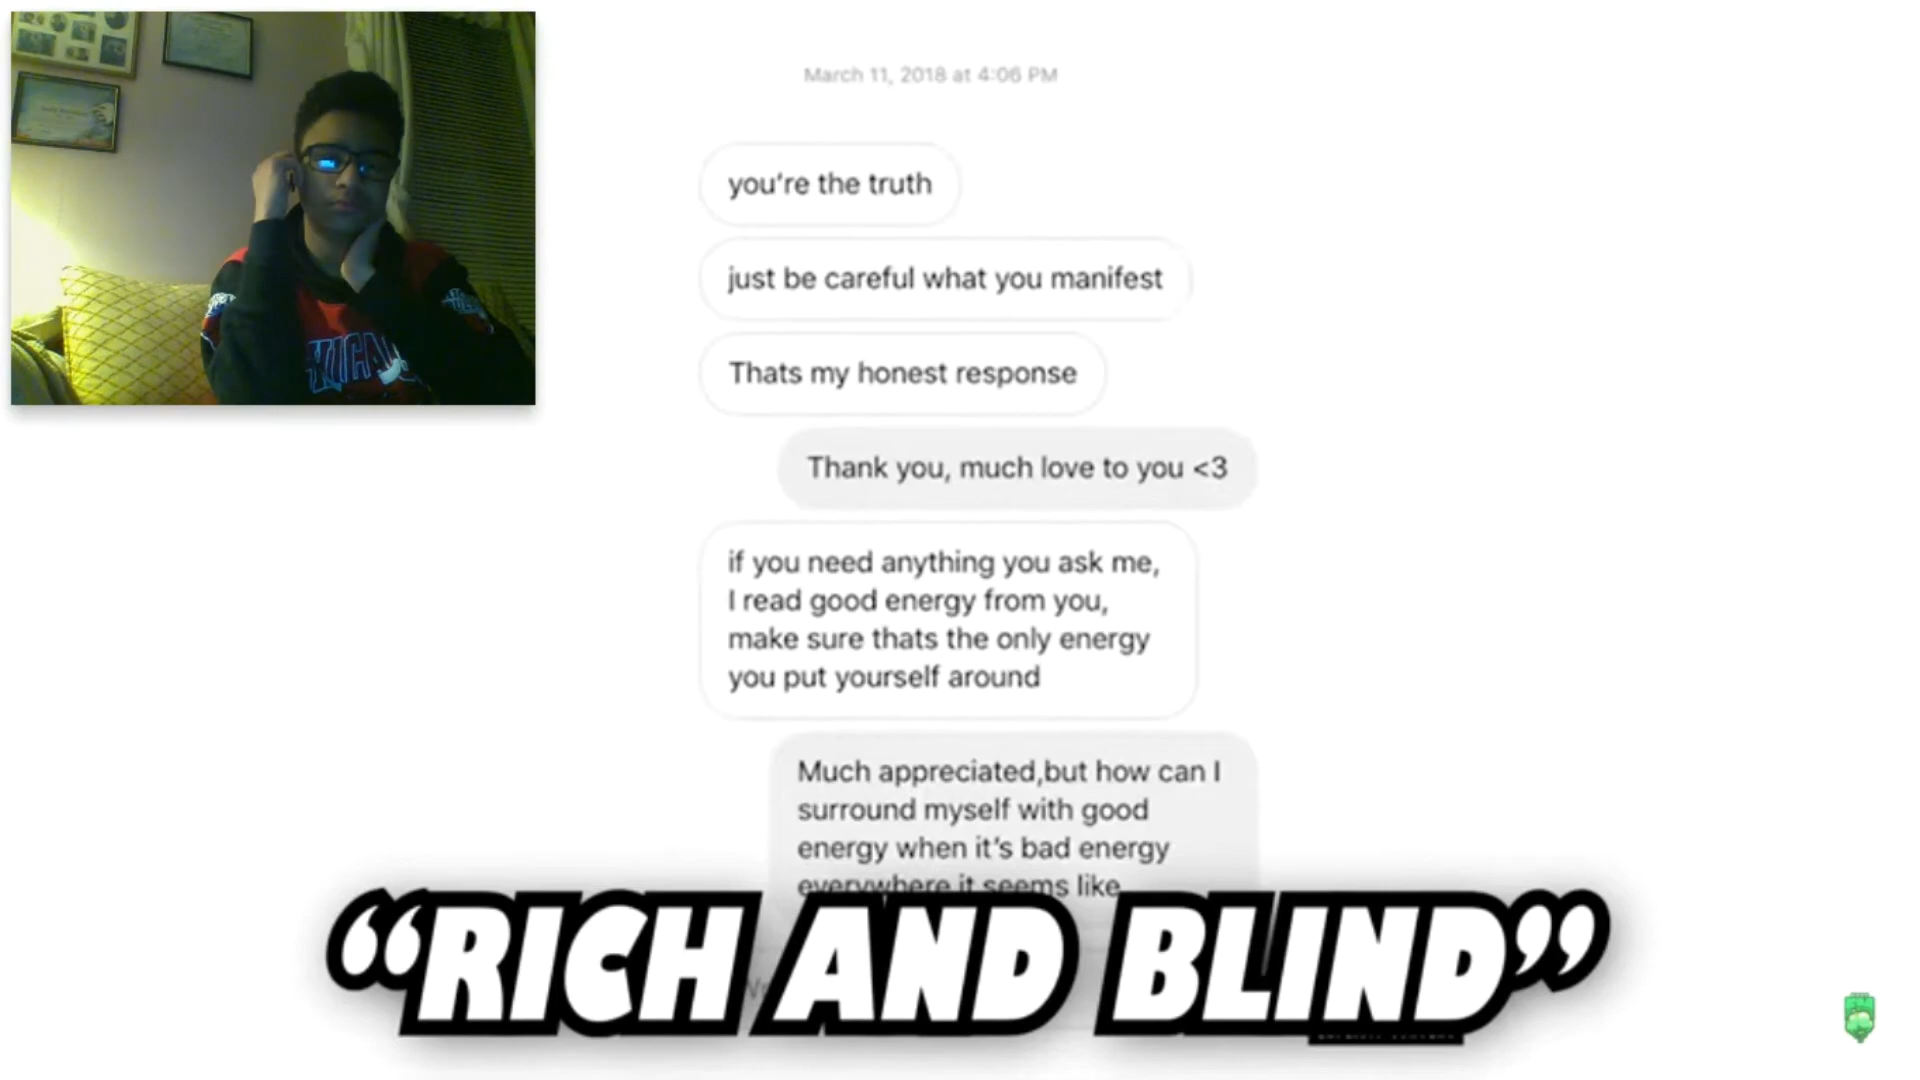 March 11, 2018 at 4:06 PM
you're the truth
just be careful what you manifest
Thats my honest response
Thank you, much love to you <3
if you need anything you ask me,
I read good energy from you,
make sure thats the only energy
you put yourself around
Much appreciated,but how can I
surround myself with good
energy when it's bad energy
everywhere it seems like
“RICH AND BLIND”